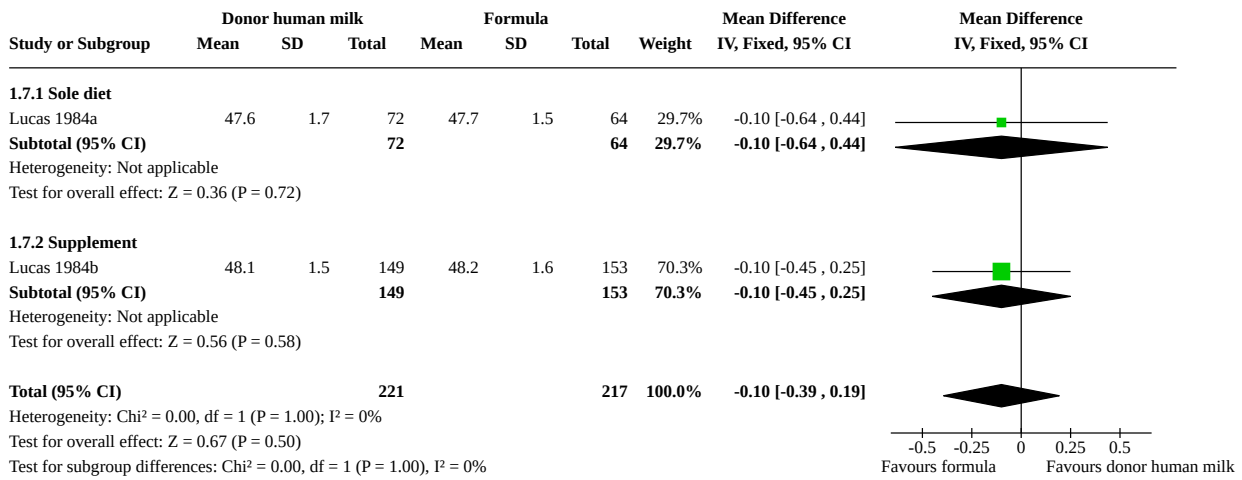 Donor human milk Formula Mean Difference Mean Difference
Study or Subgroup Mean SD Total Mean SD Total Weight IV, Fixed, 95% CI IV, Fixed, 95% CI
1.7.1 Sole diet
Lucas 1984a 47.6 1.7 72 47.7 1.5 64 29.7% -0.10 [-0.64 , 0.44]
Subtotal (95% CI) 72 64 29.7% -0.10 [-0.64 , 0.44]
Heterogeneity: Not applicable
Test for overall effect: Z = 0.36 (P = 0.72)
1.7.2 Supplement
Lucas 1984b 48.1 1.5 149 48.2 1.6 153 70.3% -0.10 [-0.45 , 0.25]
Subtotal (95% CI) 149 153 70.3% -0.10 [-0.45 , 0.25]
Heterogeneity: Not applicable
Test for overall effect: Z = 0.56 (P = 0.58)
Total (95% CI) 221 217 100.0% -0.10 [-0.39 , 0.19]
Heterogeneity: Chi² = 0.00, df = 1 (P = 1.00); I² = 0%
Test for overall effect: Z = 0.67 (P = 0.50)
Test for subgroup differences: Chi² = 0.00, df = 1 (P = 1.00), I² = 0%
-0.5 -0.25 0 0.25 0.5
Favours formula Favours donor human milk